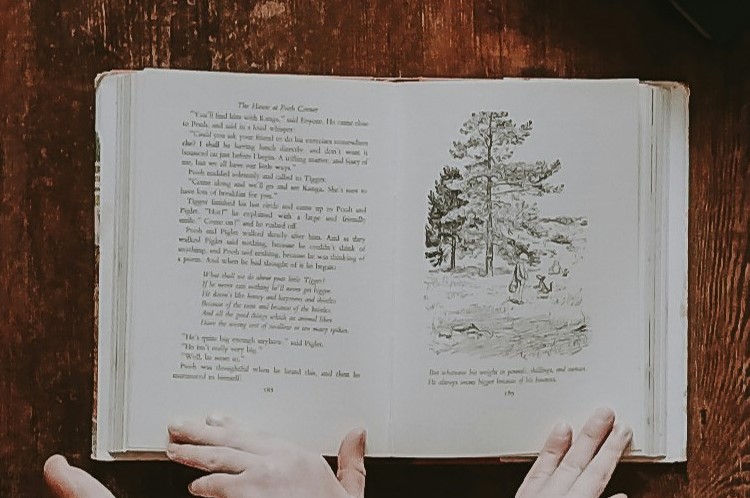 The House at Pooh Corner
"You'll find him with Kanga," said Eeyore. He came close
to Pooh, and said in a loud whisper:
"Could you ask your friend to do his exercises somewhere
else? I shall be having lunch directly, and don't want it
bounced on just before I begin. A trifling matter, and fussy of
me, but we all have our little ways."
Pooh nodded solemnly and called to Tigger.
"Come along and we'll go and see Kanga. She's sure to
have lots of breakfast for you."
Tigger finished his last circle and came up to Pooh and
Piglet. "Hot!" he explained with a large and friendly
smile. "Come on!" and he rushed off.
Pooh and Piglet walked slowly after him. And as they
walked Piglet said nothing, because he couldn't think of
anything, and Pooh said nothing, because he was thinking of
a poem. And when he had thought of it he began:
What shall we do about poor little Tigger?
If he never eats nothing he'll never get bigger.
He doesn't like honey and haycorns and thistles
Because of the taste and because of the bristles.
And all the good things which an animal likes
Have the wrong sort of swallow or too many spikes.
"He's quite big enough anyhow," said Piglet.
"He isn't really very big."
"Well, he seems so."
Pooh was thoughtful when he heard this, and then he
murmured to himself:
188
But whatever his weight in pounds, shillings, and ounces,
He always seems bigger because of his bounces.
189